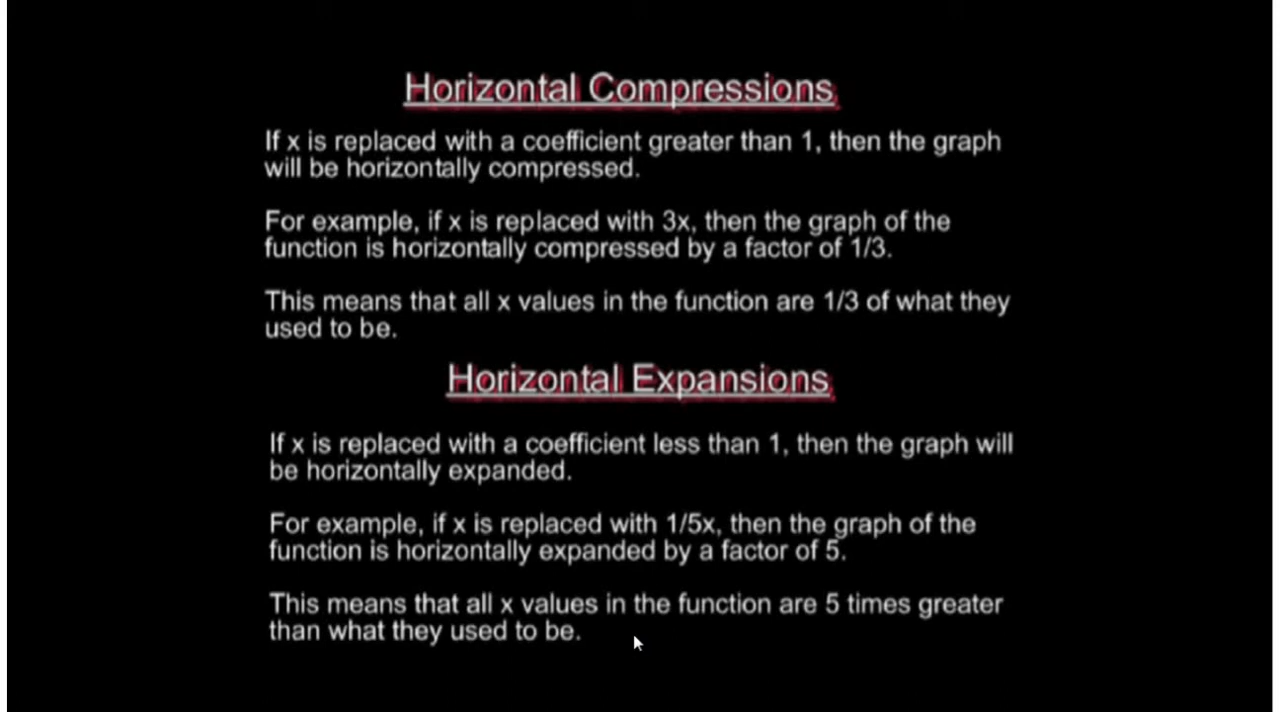 Horizontal Compressions
If x is replaced with a coefficient greater than 1, then the graph
will be horizontally compressed.
For example, if x is replaced with 3x, then the graph of the
function is horizontally compressed by a factor of 1/3.
This means that all x values in the function are 1/3 of what they
used to be.
Horizontal Expansions
If x is replaced with a coefficient less than 1, then the graph will
be horizontally expanded.
For example, if x is replaced with 1/5x, then the graph of the
function is horizontally expanded by a factor of 5.
This means that all x values in the function are 5 times greater
than what they used to be.